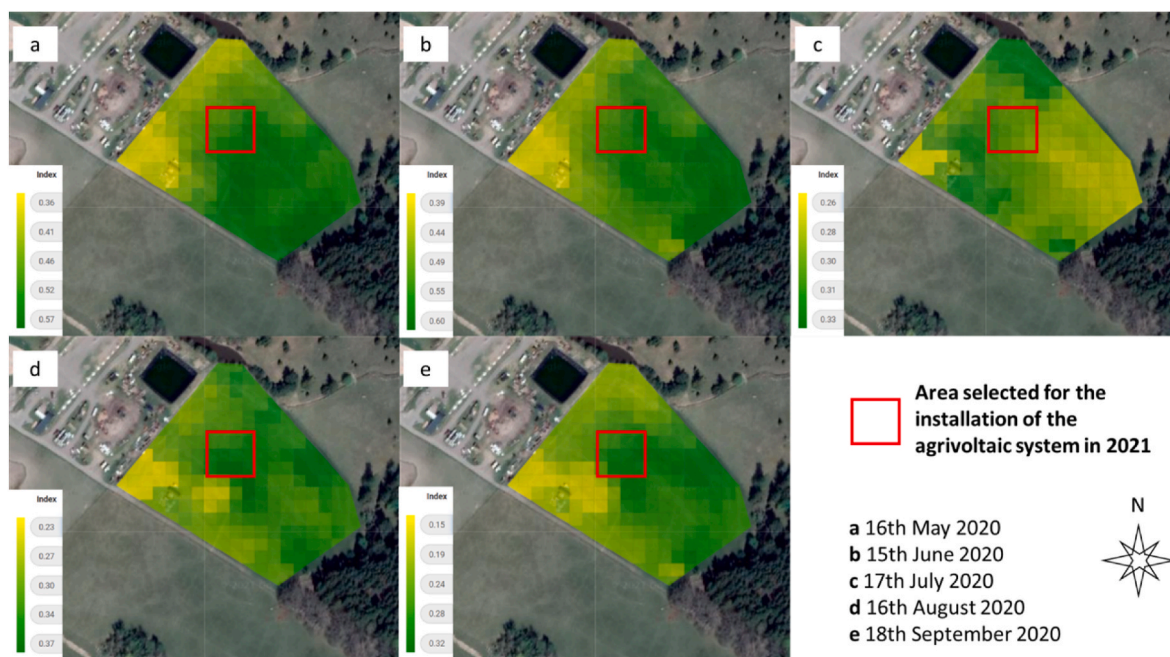 a
Index
0.36
0.41
0.46
0.52
0.57
b
Index
0.39
0.44
0.49
0.55
0.60
c
Index
0.26
0.28
0.30
0.31
0.33
d
Index
0.23
0.27
0.30
0.34
0.37
e
Index
0.15
0.19
0.24
0.28
0.32
Area selected for the
installation of the
agrivoltaic system in 2021
N
a 16th May 2020
b 15th June 2020
c 17th July 2020
d 16th August 2020
e 18th September 2020